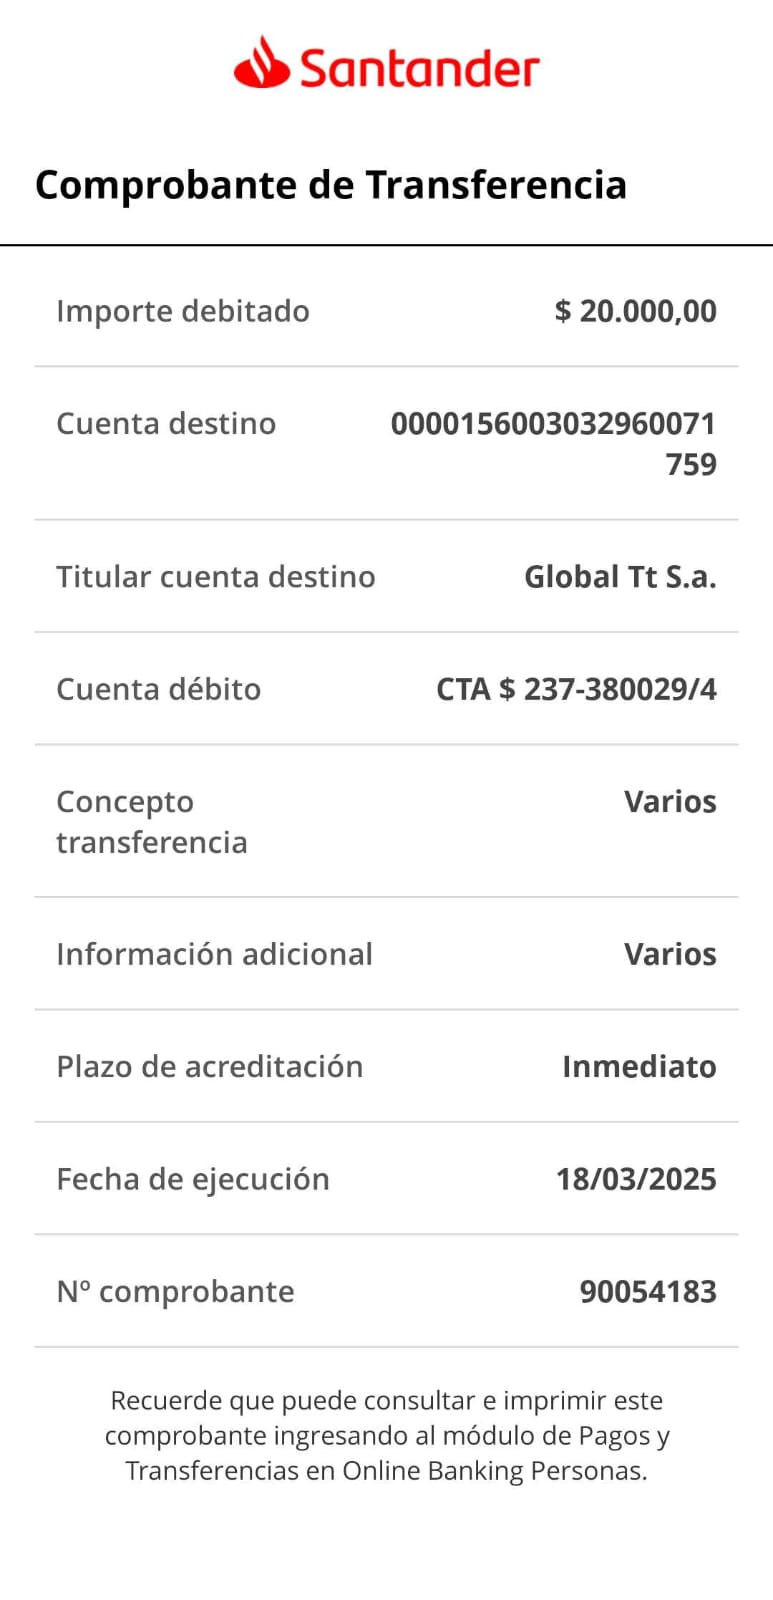 Santander
Comprobante de Transferencia
Importe debitado $ 20.000,00
Cuenta destino 0000156003032960071
759
Titular cuenta destino Global Tt S.a.
Cuenta débito CTA $ 237-380029/4
Concepto Varios
transferencia
Información adicional Varios
Plazo de acreditación Inmediato
Fecha de ejecución 18/03/2025
Nº comprobante 90054183
Recuerde que puede consultar e imprimir este
comprobante ingresando al módulo de Pagos y
Transferencias en Online Banking Personas.